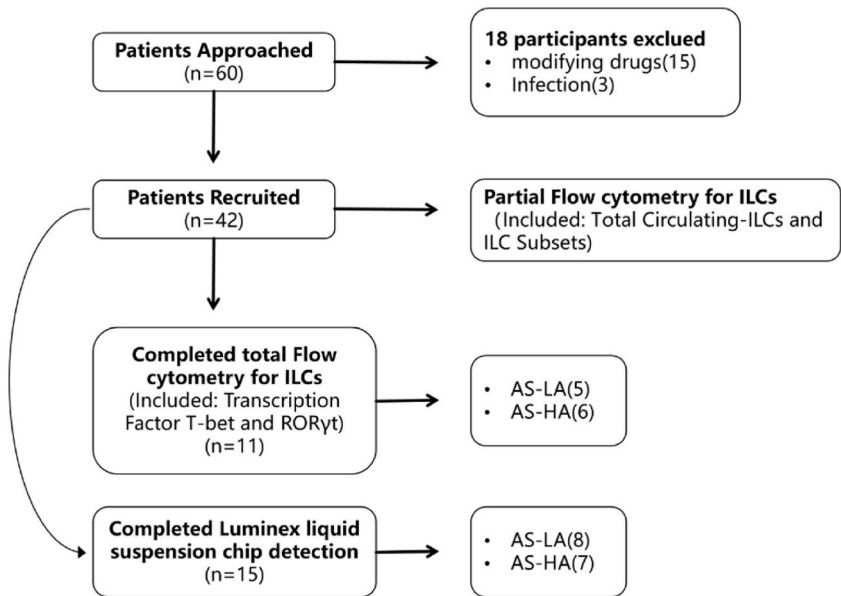 Patients Approached
(n=60)
18 participants exclued
• modifying drugs(15)
• Infection(3)
Patients Recruited
(n=42)
Partial Flow cytometry for ILCs
(Included: Total Circulating-ILCs and
ILC Subsets)
Completed total Flow
cytometry for ILCs
(Included: Transcription
Factor T-bet and RORγt)
(n=11)
• AS-LA(5)
• AS-HA(6)
Completed Luminex liquid
suspension chip detection
(n=15)
• AS-LA(8)
• AS-HA(7)